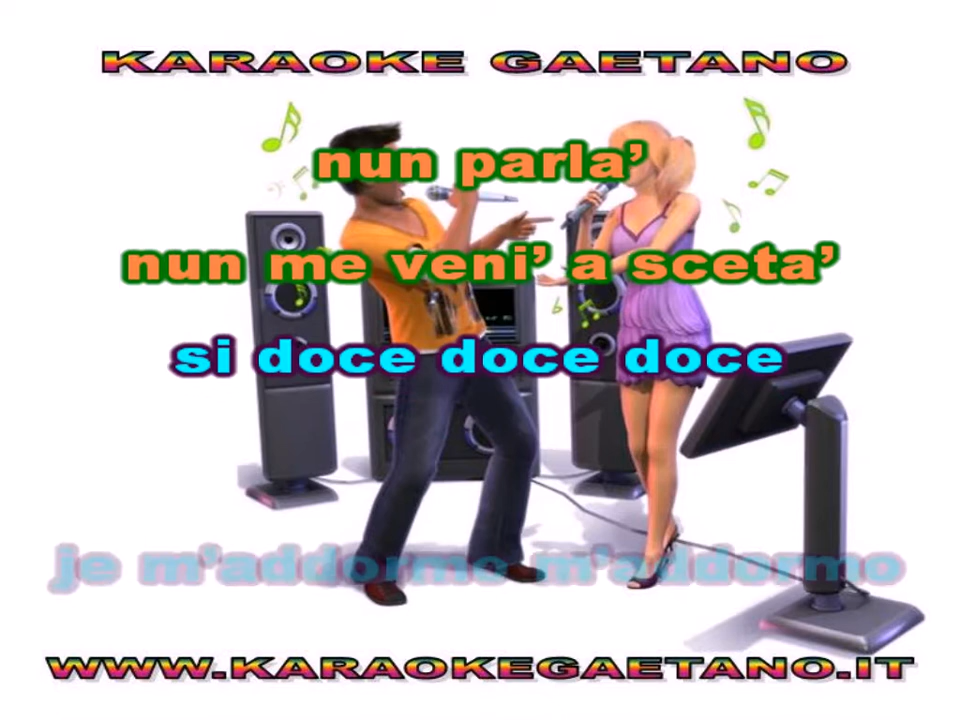 KARAOKE GAETANO
nun parla’
nun me veni’ a sceta’
si doce doce doce
je m'addormo m'addormo
WWW.KARAOKEGAETANO.IT